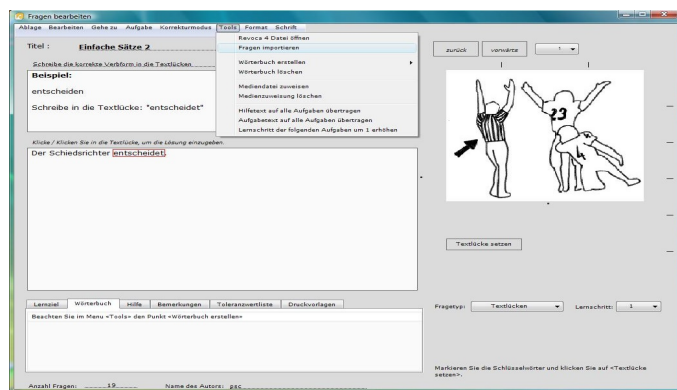 Fragen bearbeiten
Ablage Bearbeiten Gehe zu Aufgabe Korrekturmodus Tools Format Schrift
Revoca 4 Datei öffnen
Fragen importieren
Wörterbuch erstellen
Wörterbuch löschen
Mediendatei zuweisen
Medienzuweisung löschen
Hilfetext auf alle Aufgaben übertragen
Aufgabetext auf alle Aufgaben übertragen
Lernschritt der folgenden Aufgaben um 1 erhöhen
Titel : Einfache Sätze 2
zurück vorwärts 1
Schreibe die korrekte Verbform in die Textlücken
Beispiel:
entscheiden
Schreibe in die Textlücke: "entscheidet"
23
4
Klicke / Klicken Sie in die Textlücke, um die Lösung einzugeben.
Der Schiedsrichter entscheidet.
Textlücke setzen
Lernziel Wörterbuch Hilfe Bemerkungen Toleranzwertliste Druckvorlagen
Fragetyp: Textlücken Lernschritt: 1
Beachten Sie im Menu «Tools» den Punkt «Wörterbuch erstellen»
Markieren Sie die Schlüsselwörter und klicken Sie auf «Textlücke
setzen».
Anzahl Fragen: 19 Name des Autors: psc